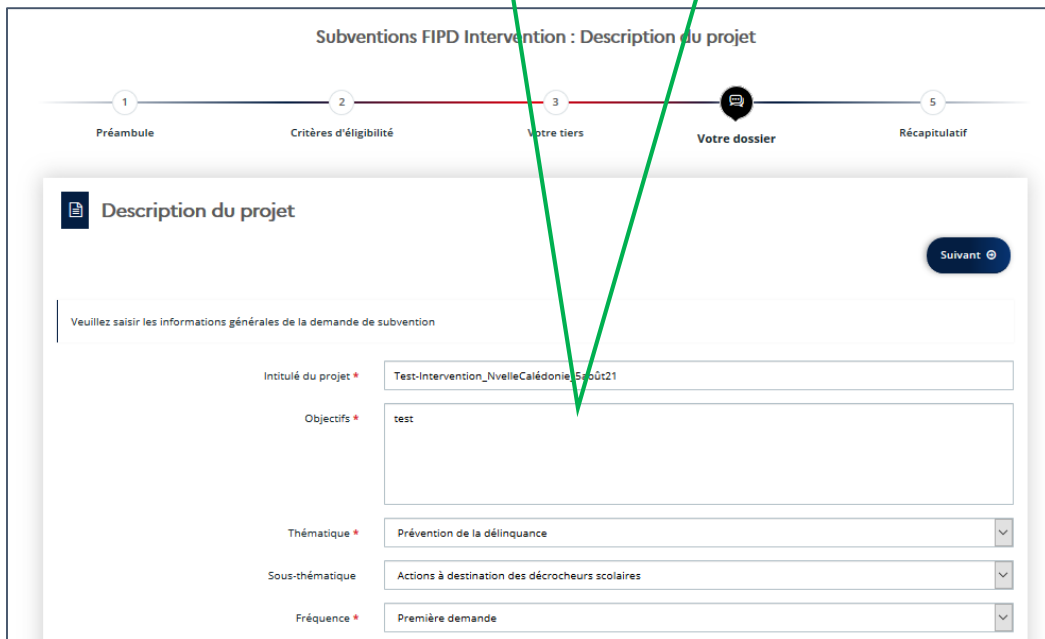 Subventions FIPD Intervention : Description du projet
1 2 3 5
Préambule Critères d'éligibilité Votre tiers Votre dossier Récapitulatif
Description du projet
Suivant
Veuillez saisir les informations générales de la demande de subvention
Intitulé du projet * Test-Intervention_NvelleCalédonie_5août21
Objectifs * test
Thématique * Prévention de la délinquance
Sous-thématique Actions à destination des décrocheurs scolaires
Fréquence * Première demande